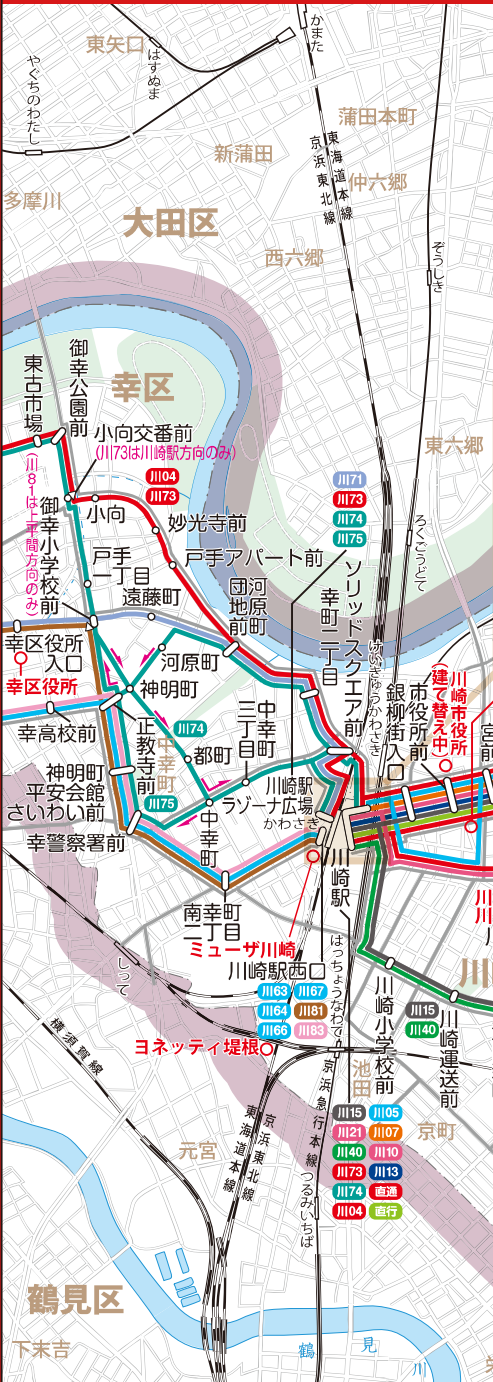 かまた
東矢口
はすぬま
やぐちのわたし
蒲田本町
東海道本線
京浜東北線
新蒲田
仲六郷
多摩川
大田区
西六郷
ぞうしき
御幸公園前
幸区
東古市場
小向交番前
(川73は川崎駅方向のみ)
東六郷
川04
川73
川71
川73
川74
川75
(川81は上平間方向のみ)
御幸小学校前
小向
妙光寺前
ろくごうどて
戸手一丁目
戸手アパート前
ソリッドスクエア前
遠藤町
河原町団地前
幸町二丁目
幸区役所入口
幸区役所
河原町
けいきゅうかわさき
神明町
銀柳街入口
市役所前
川崎市役所
(建て替え中)
宮前
幸高校前
正教寺前
川74
中幸町
中幸町三丁目
都町
神明町
平安会館
さいわい前
川75
川崎駅
ラゾーナ広場
かわさき
中幸町
幸警察署前
川崎駅
南幸町二丁目
ミューザ川崎
川
川
川崎駅西口
しって
はっちょうなわて
川
川63
川67
川64
川81
川66
川83
川崎小学校前
川15
川40
川崎運送前
横須賀線
ヨネッティ堤根
京浜急行本線
池田
川15
川05
川21
川07
川40
川10
川73
川13
川74
直通
川04
直行
京町
京浜東北線
東海道本線
元宮
つるみいちば
鶴見区
下末吉
鶴見川